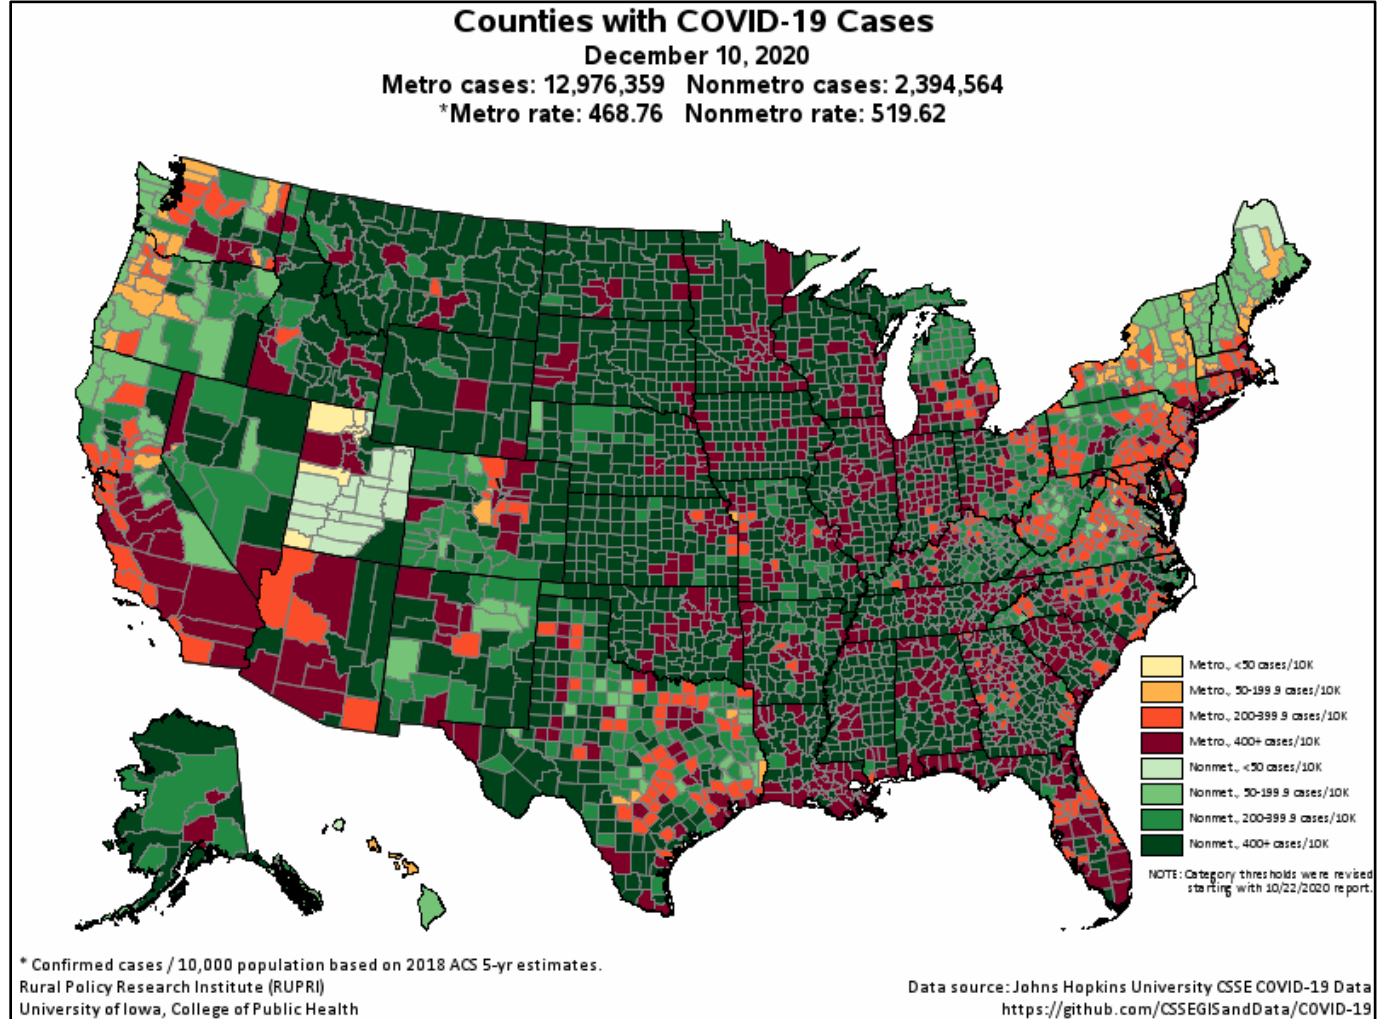 Counties with COVID-19 Cases
December 10, 2020
Metro cases: 12,976,359 Nonmetro cases: 2,394,564
*Metro rate: 468.76 Nonmetro rate: 519.62
Metro., <50 cases/10K
Metro., 50-199.9 cases/10K
Metro., 200-399.9 cases/10K
Metro., 400+ cases/10K
Nonmet., <50 cases/10K
Nonmet., 50-199.9 cases/10K
Nonmet., 200-399.9 cases/10K
Nonmet., 400+ cases/10K
NOTE: Category thresholds were revised
starting with 10/22/2020 report.
* Confirmed cases / 10,000 population based on 2018 ACS 5-yr estimates.
Rural Policy Research Institute (RUPRI)
University of Iowa, College of Public Health
Data source: Johns Hopkins University CSSE COVID-19 Data
https://github.com/CSSEGISandData/COVID-19